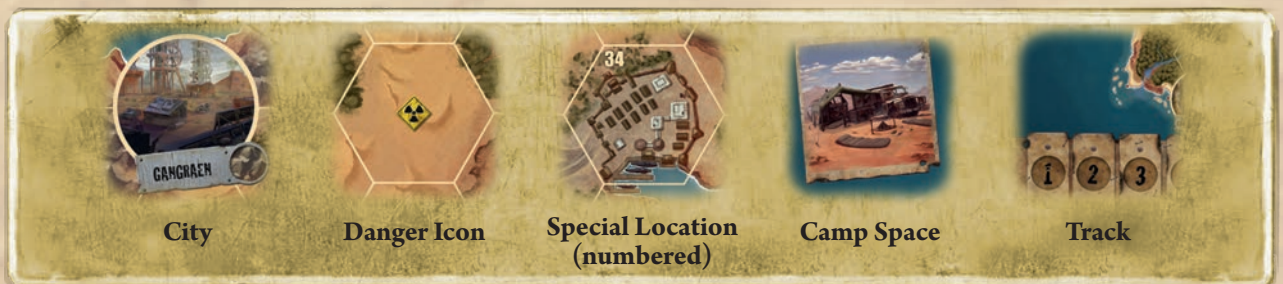 34
GANGRAEN
1 2 3
City
Danger Icon
Special Location
(numbered)
Camp Space
Track